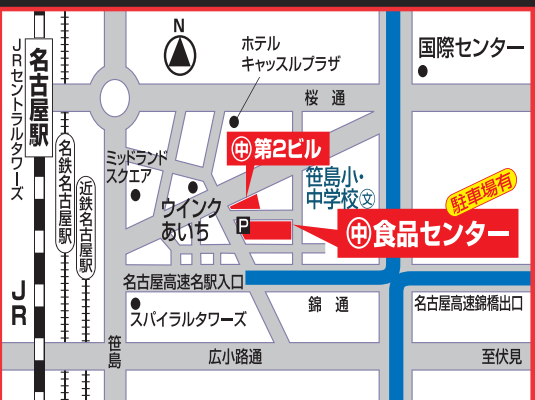 N
ホテル
キャッスルプラザ
国際センター
名古屋駅
JRセントラルタワーズ
桜通
㊥第2ビル
ミッドランド
スクエア
名鉄名古屋駅
近鉄名古屋駅
笹島小・
中学校文
駐車場有
ウインク
あいち
P
㊥食品センター
JR
名古屋高速名駅入口
錦通
名古屋高速錦橋出口
スパイラルタワーズ
笹島
広小路通
至伏見